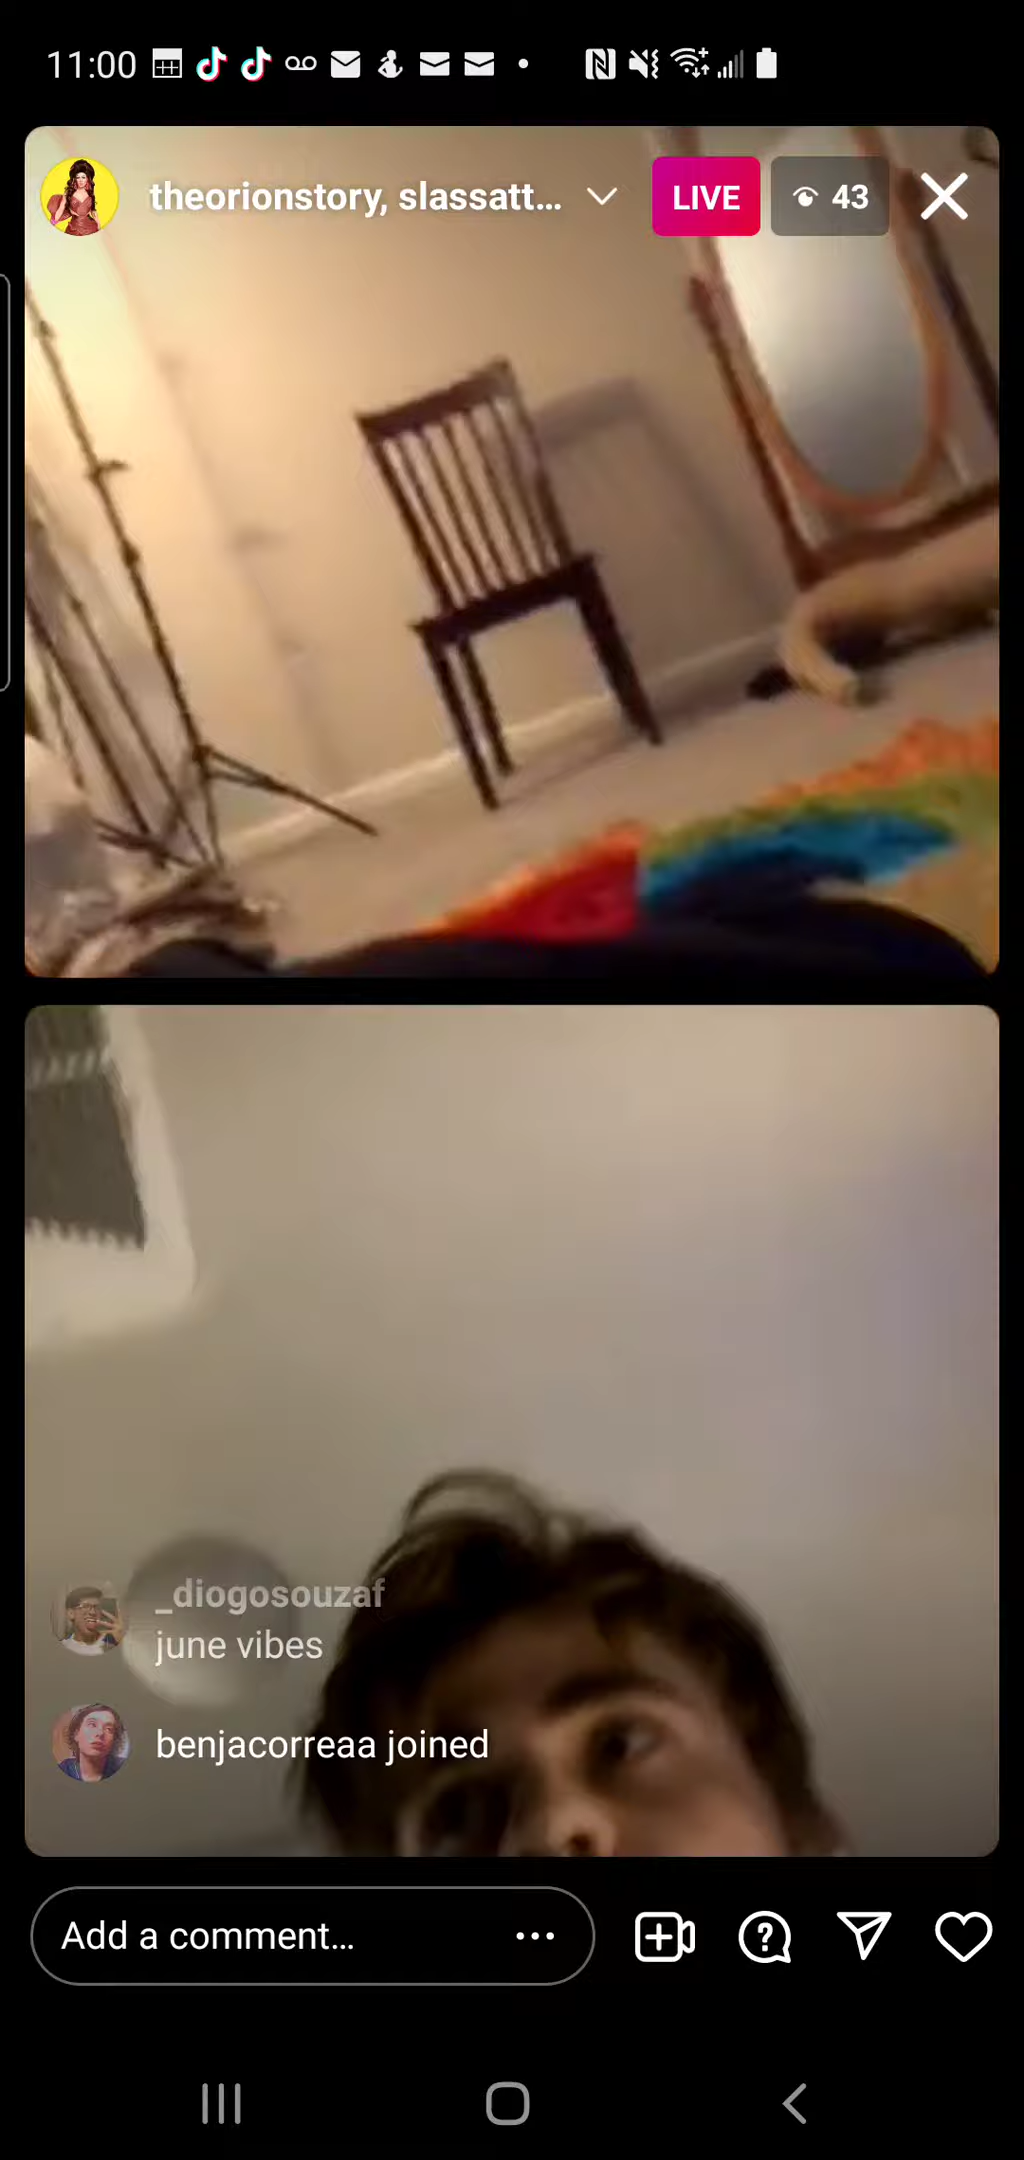 11:00
theorionstory, slassatt...
LIVE
43
_diogosouzaf
june vibes
benjacorreaa joined
Add a comment...